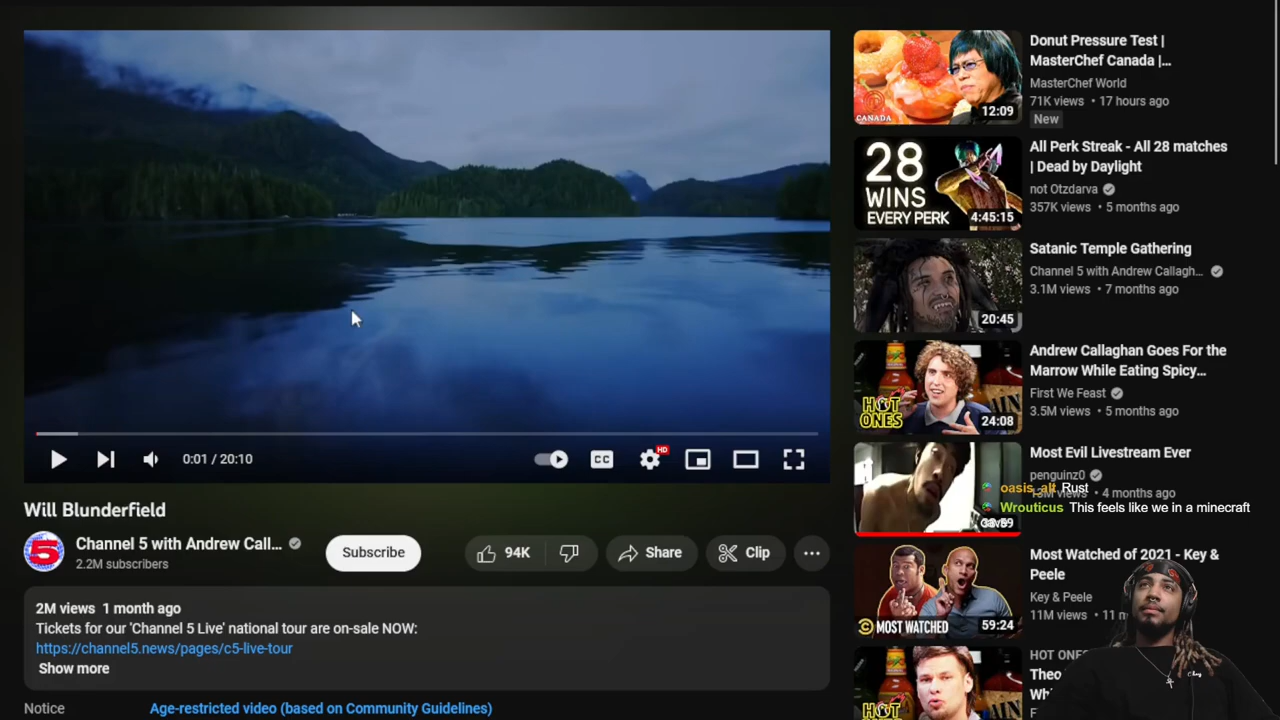 0:01 / 20:10
CC
HD
Will Blunderfield
5
Channel 5 with Andrew Call...
2.2M subscribers
Subscribe
94K
Share
Clip
2M views 1 month ago
Tickets for our 'Channel 5 Live' national tour are on-sale NOW:
https://channel5.news/pages/c5-live-tour
Show more
Notice
Age-restricted video (based on Community Guidelines)
CANADA
12:09
Donut Pressure Test |
MasterChef Canada |...
MasterChef World
71K views • 17 hours ago
New
28
WINS
EVERY PERK
4:45:15
All Perk Streak - All 28 matches
| Dead by Daylight
not Otzdarva
357K views • 5 months ago
20:45
Satanic Temple Gathering
Channel 5 with Andrew Callagh...
3.1M views • 7 months ago
HOT
ONES
24:08
Andrew Callaghan Goes For the
Marrow While Eating Spicy...
First We Feast
3.5M views • 5 months ago
Most Evil Livestream Ever
penguinz0
views • 4 months ago
oasis_alt Rust
Wrouticus This feels like we in a minecraft
cave
MOST WATCHED
59:24
Most Watched of 2021 - Key &
Peele
Key & Peele
11M views
HOT
HOT ONES
Theo